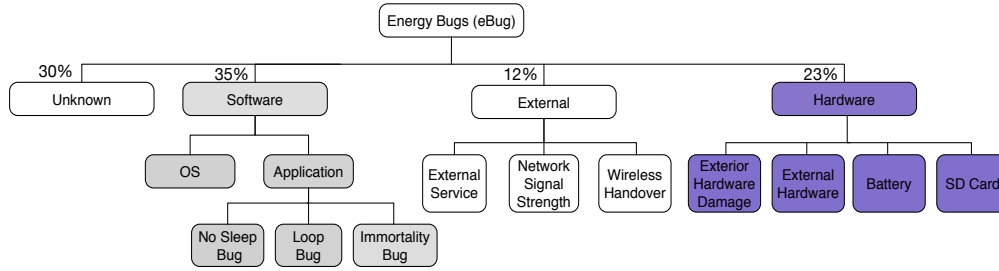 Energy Bugs (eBug)
30%
35%
12%
23%
Unknown
Software
External
Hardware
OS
Application
External
Service
Network
Signal
Strength
Wireless
Handover
Exterior
Hardware
Damage
External
Hardware
Battery
SD Card
No Sleep
Bug
Loop
Bug
Immortality
Bug